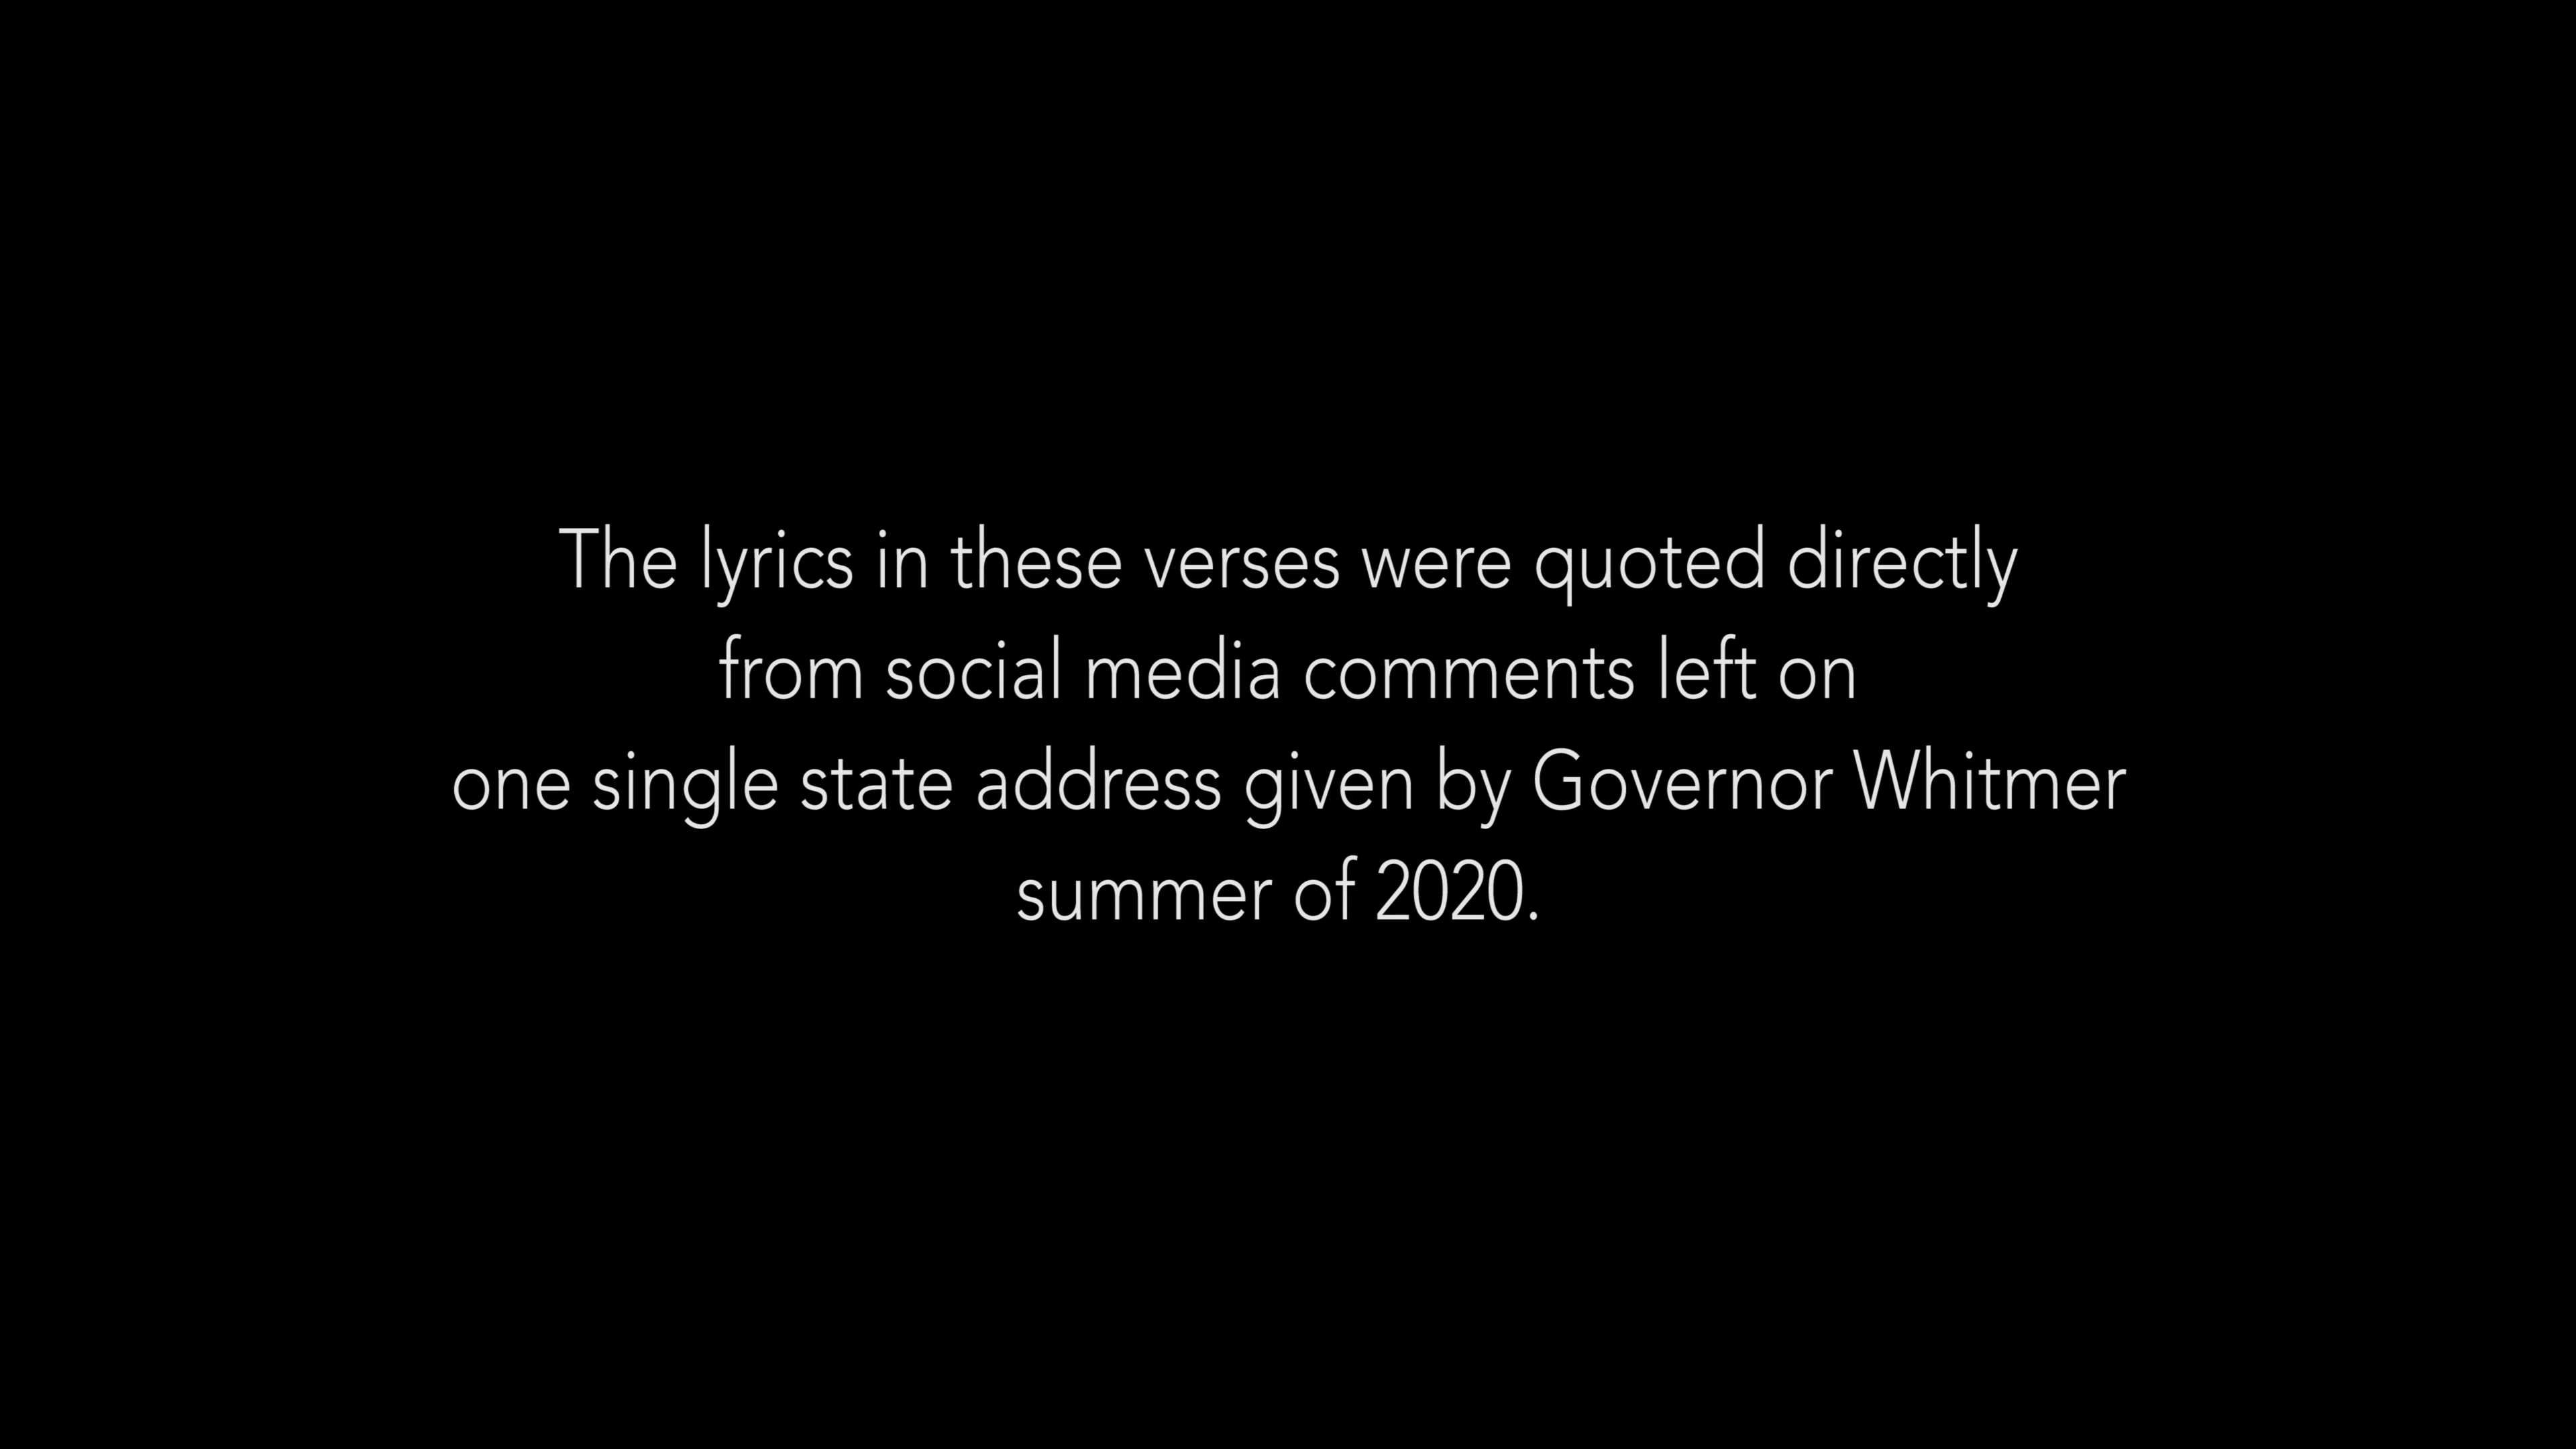 The lyrics in these verses were quoted directly
from social media comments left on
one single state address given by Governor Whitmer
summer of 2020.